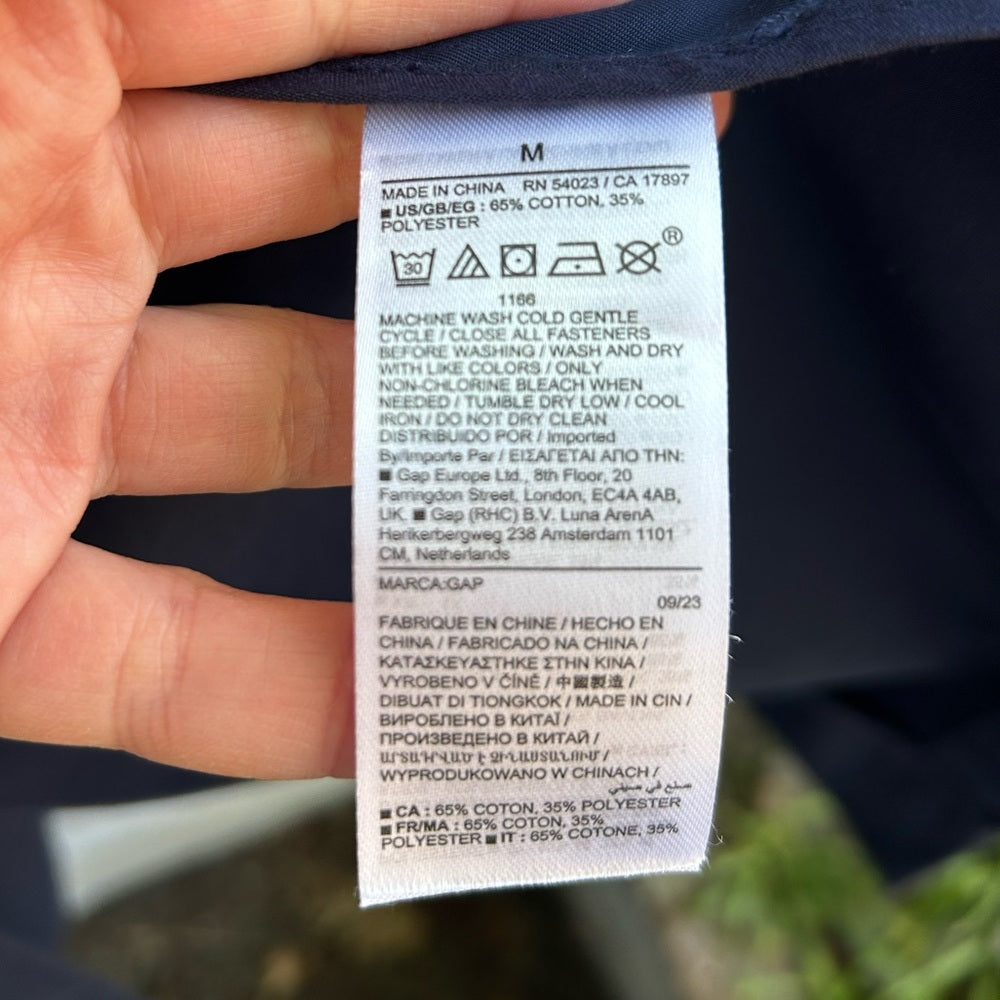 M
MADE IN CHINA RN 54023 / CA 17897
■ US/GB/EG : 65% COTTON, 35%
POLYESTER
30
®
1166
MACHINE WASH COLD GENTLE
CYCLE / CLOSE ALL FASTENERS
BEFORE WASHING / WASH AND DRY
WITH LIKE COLORS / ONLY
NON-CHLORINE BLEACH WHEN
NEEDED / TUMBLE DRY LOW / COOL
IRON / DO NOT DRY CLEAN
DISTRIBUIDO POR / Imported
By/Importe Par / ΕΙΣΑΓΕΤΑΙ ΑΠΟ ΤΗΝ:
■ Gap Europe Ltd., 8th Floor, 20
Farringdon Street, London, EC4A 4AB,
UK. ■ Gap (RHC) B.V. Luna ArenA
Herikerbergweg 238 Amsterdam 1101
CM, Netherlands
MARCA:GAP
09/23
FABRIQUE EN CHINE / HECHO EN
CHINA / FABRICADO NA CHINA /
ΚΑΤΑΣΚΕΥΑΣΤΗΚΕ ΣΤΗΝ ΚΙΝΑ /
VYROBENO V ČÍNĚ / 中國製造 /
DIBUAT DI TIONGKOK / MADE IN CIN /
ВИРОБЛЕНО В КИТАЇ /
ПРОИЗВЕДЕНО В КИТАЙ /
ԱՐՏԱԴՐՎԱԾ Է ՉԻՆԱՍՏԱՆՈՒՄ /
WYPRODUKOWANO W CHINACH /
صنع في صيني
■ CA : 65% COTON, 35% POLYESTER
■ FR/MA : 65% COTON, 35%
POLYESTER ■ IT : 65% COTONE, 35%